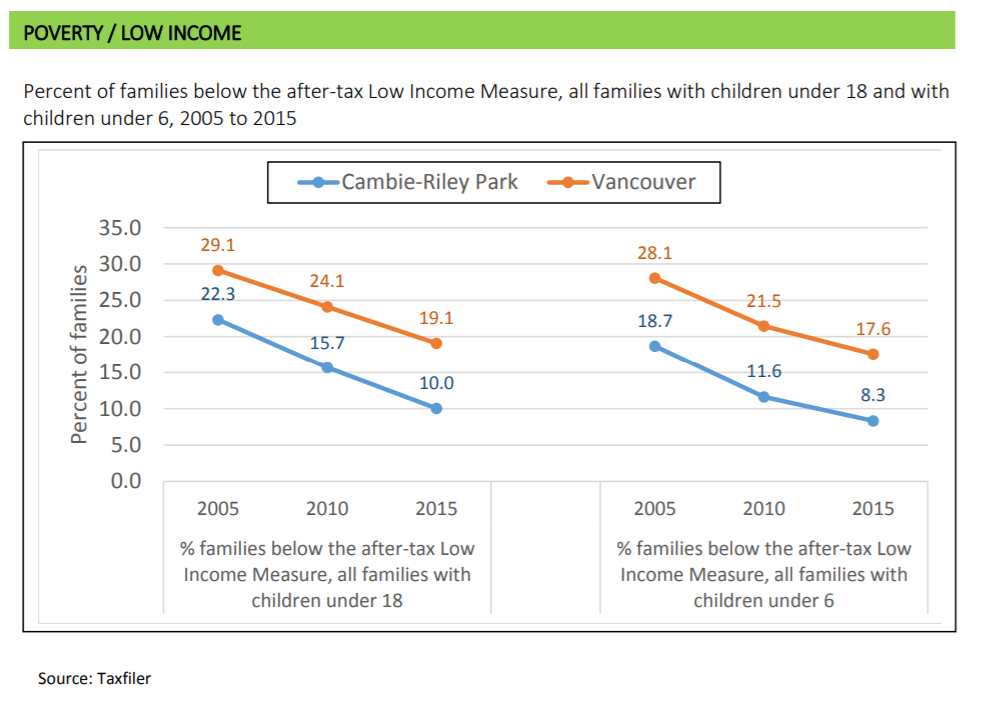 POVERTY / LOW INCOME
Percent of families below the after-tax Low Income Measure, all families with children under 18 and with
children under 6, 2005 to 2015
Cambie-Riley Park
Vancouver
Percent of families
35.0
30.0
25.0
20.0
15.0
10.0
5.0
0.0
29.1
24.1
19.1
22.3
15.7
10.0
28.1
21.5
17.6
18.7
11.6
8.3
2005 2010 2015
2005 2010 2015
% families below the after-tax Low
Income Measure, all families with
children under 18
% families below the after-tax Low
Income Measure, all families with
children under 6
Source: Taxfiler